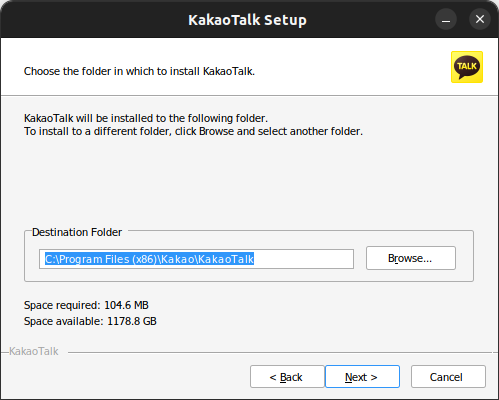 KakaoTalk Setup
Choose the folder in which to install KakaoTalk.
TALK
KakaoTalk will be installed to the following folder.
To install to a different folder, click Browse and select another folder.
Destination Folder
C:\Program Files (x86)\Kakao\KakaoTalk
Browse...
Space required: 104.6 MB
Space available: 1178.8 GB
KakaoTalk
< Back
Next >
Cancel